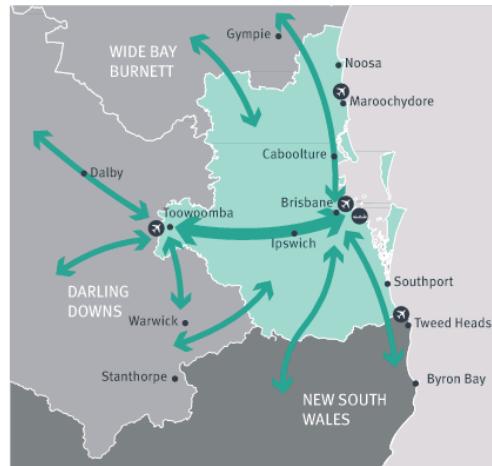 Gympie
WIDE BAY
BURNETT
Noosa
Maroochydore
Caboolture
Dalby
Brisbane
Toowoomba
Ipswich
Southport
DARLING
DOWNS
Warwick
Tweed Heads
Stanthorpe
Byron Bay
NEW SOUTH
WALES